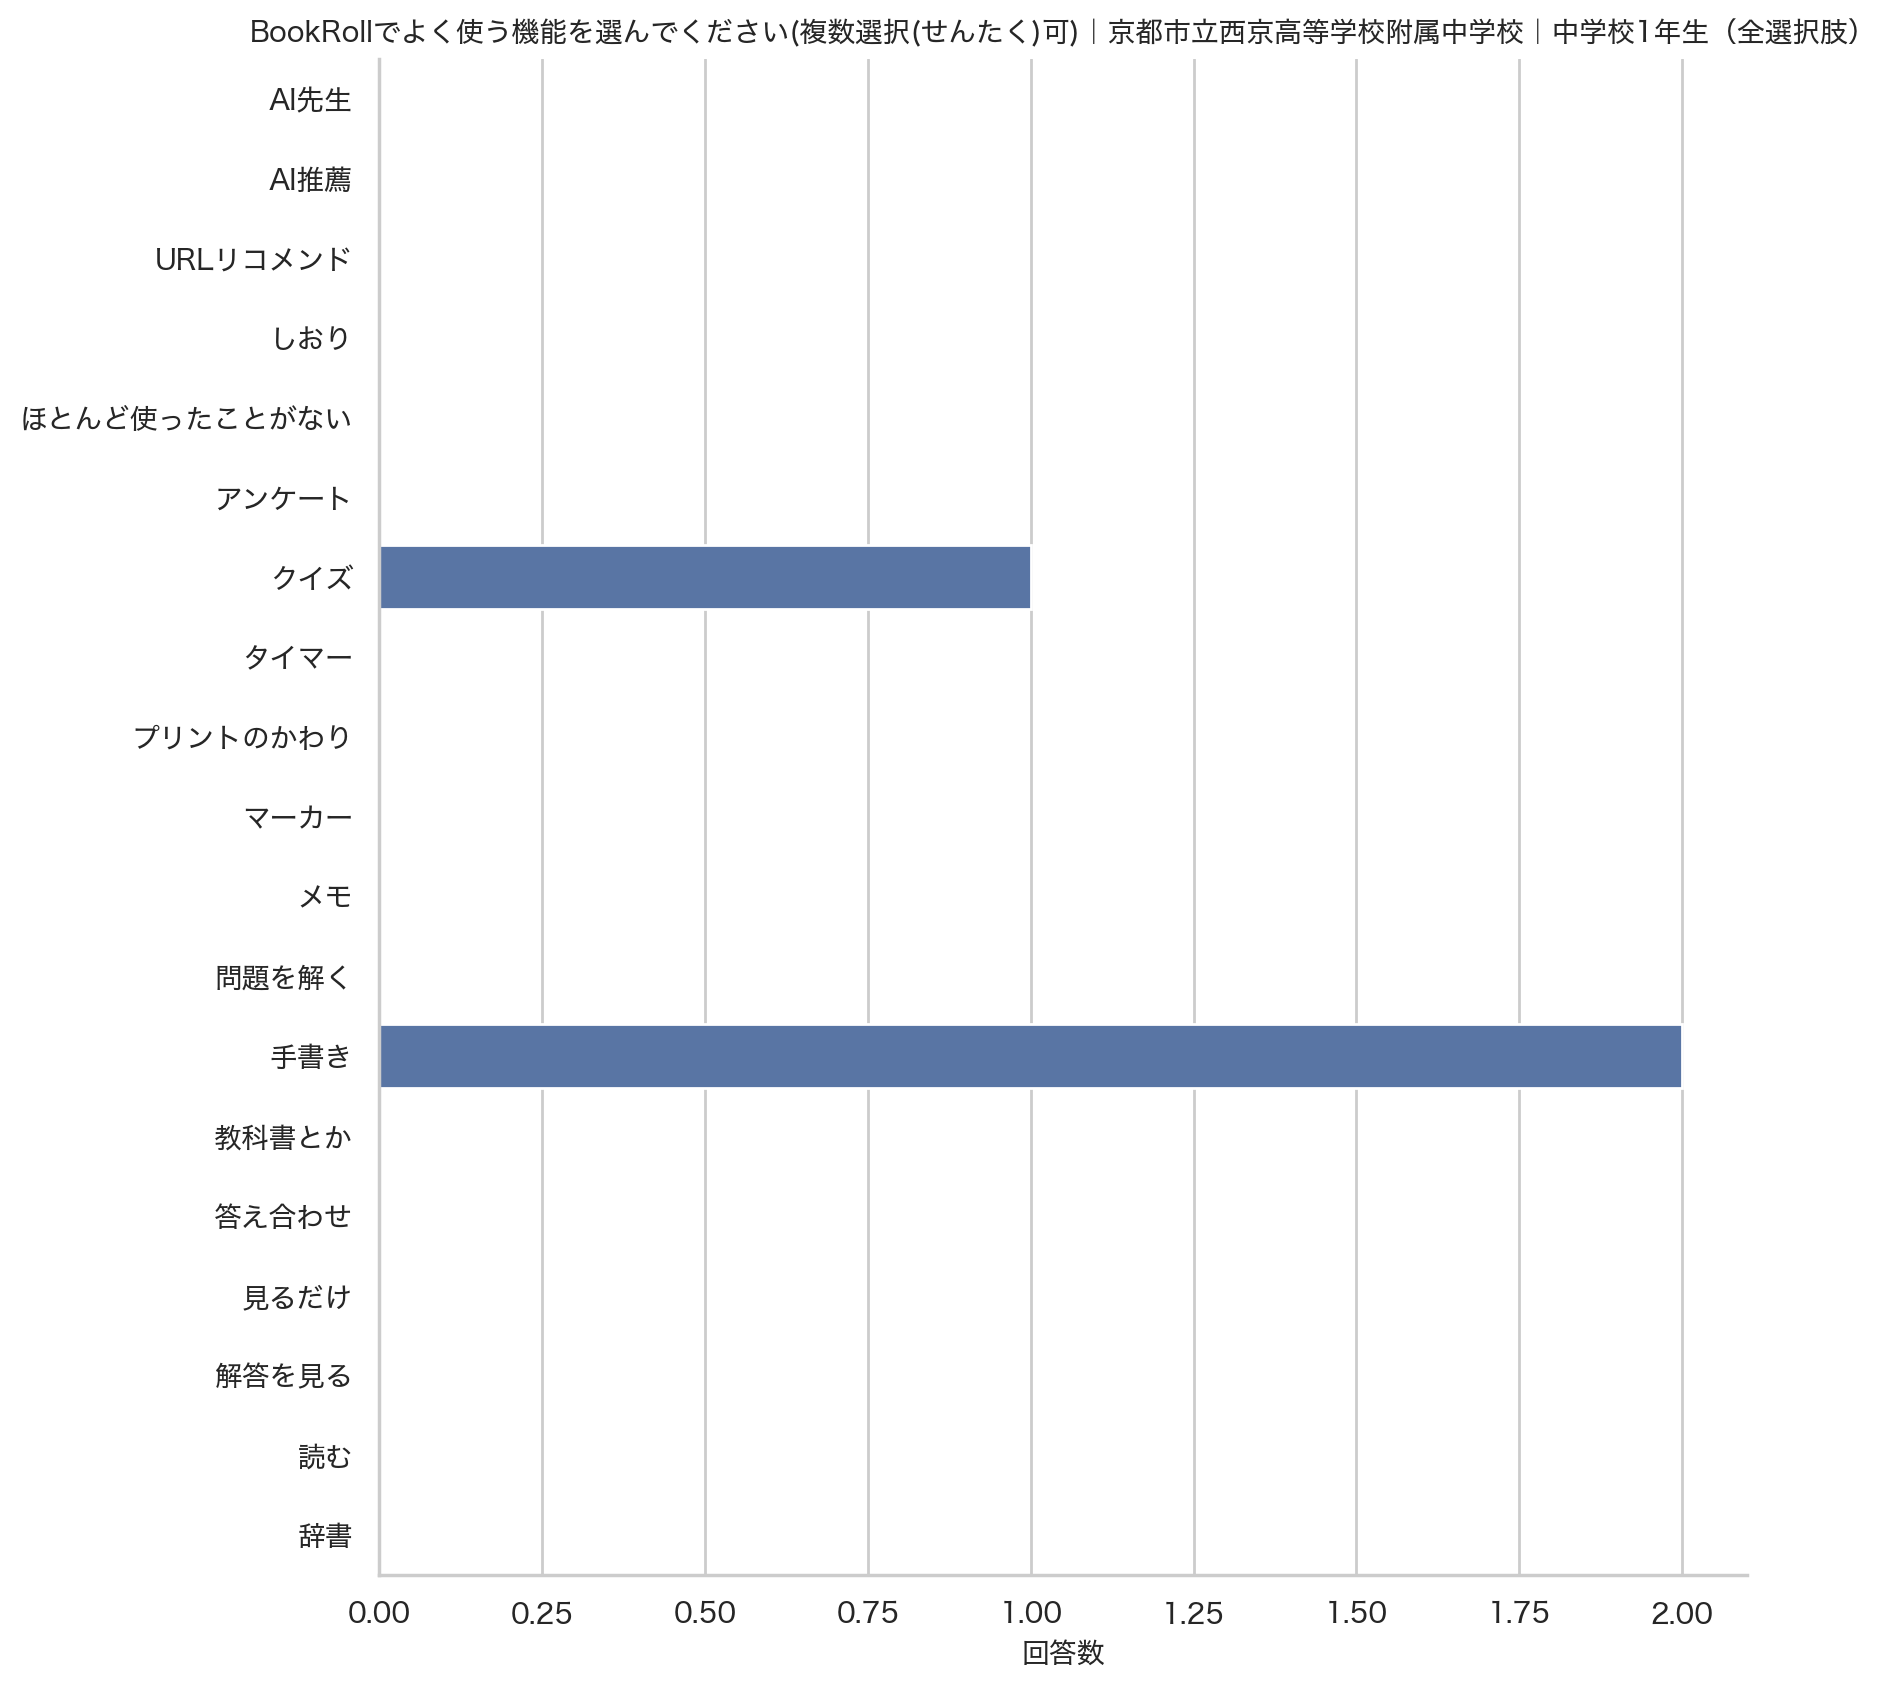 BookRollでよく使う機能を選んでください(複数選択(せんたく)可)｜京都市立西京高等学校附属中学校｜中学校1年生（全選択肢）
AI先生
AI推薦
URLリコメンド
しおり
ほとんど使ったことがない
アンケート
クイズ
タイマー
プリントのかわり
マーカー
メモ
問題を解く
手書き
教科書とか
答え合わせ
見るだけ
解答を見る
読む
辞書
0.00 0.25 0.50 0.75 1.00 1.25 1.50 1.75 2.00
回答数